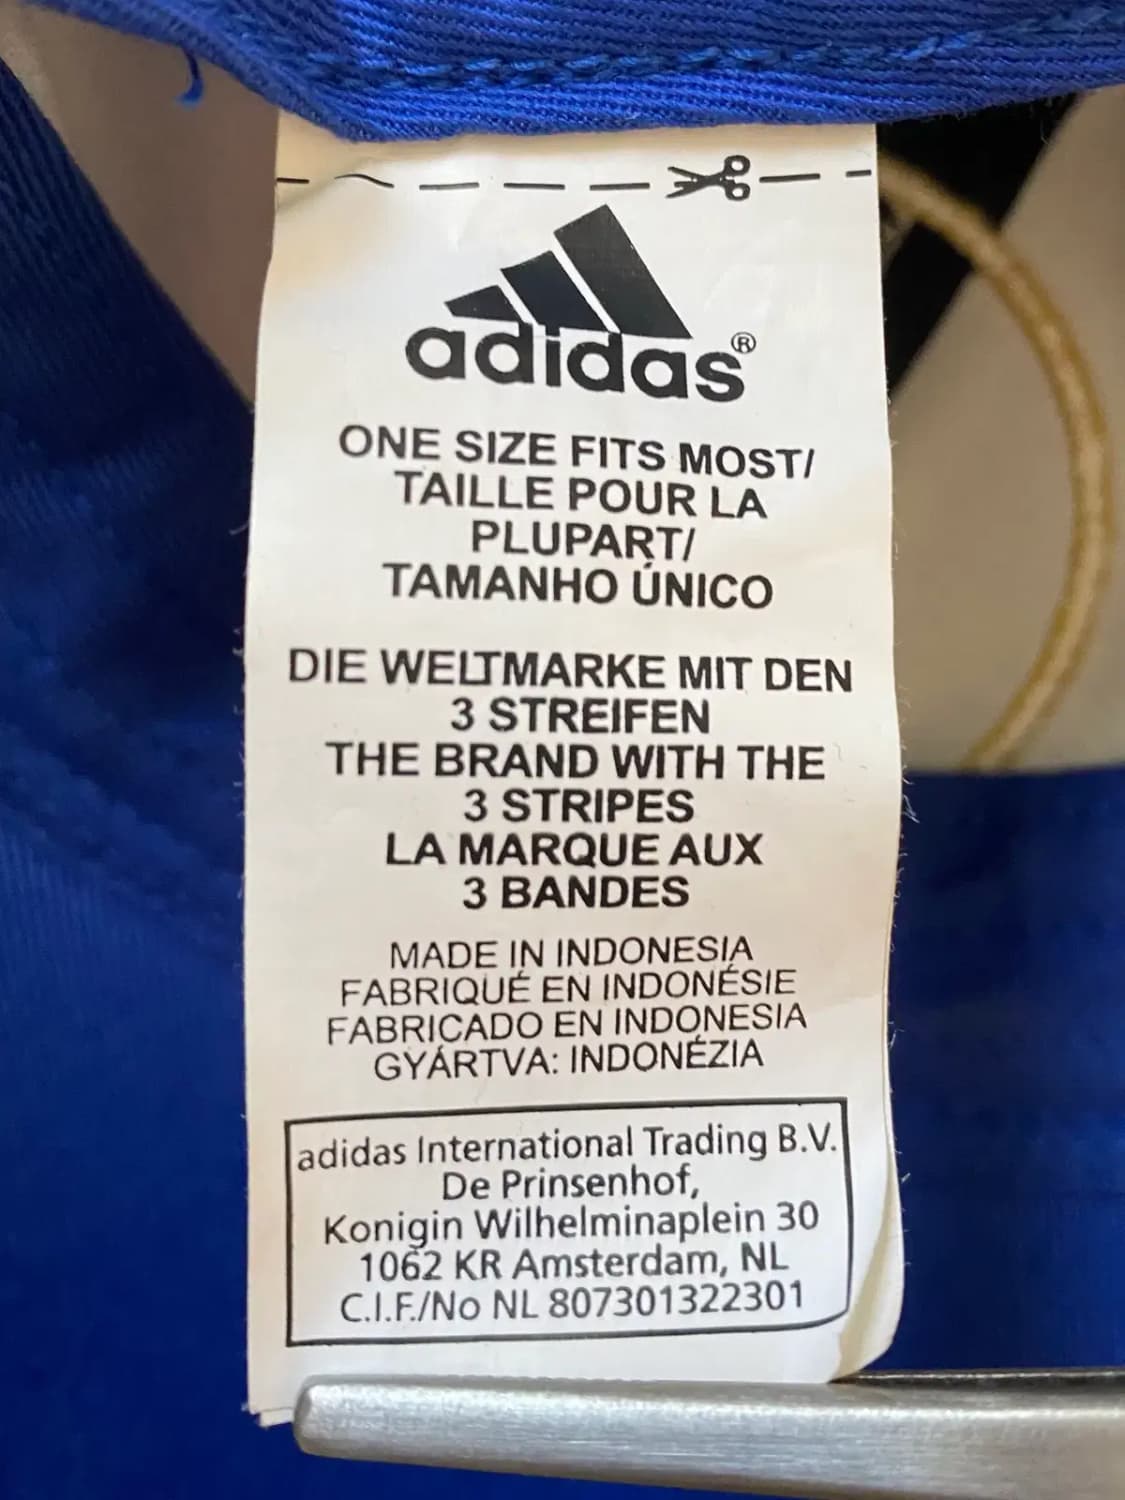 adidas®
ONE SIZE FITS MOST/
TAILLE POUR LA
PLUPART/
TAMANHO ÚNICO
DIE WELTMARKE MIT DEN
3 STREIFEN
THE BRAND WITH THE
3 STRIPES
LA MARQUE AUX
3 BANDES
MADE IN INDONESIA
FABRIQUÉ EN INDONÉSIE
FABRICADO EN INDONESIA
GYÁRTVA: INDONÉZIA
adidas International Trading B.V.
De Prinsenhof,
Konigin Wilhelminaplein 30
1062 KR Amsterdam, NL
C.I.F./No NL 807301322301